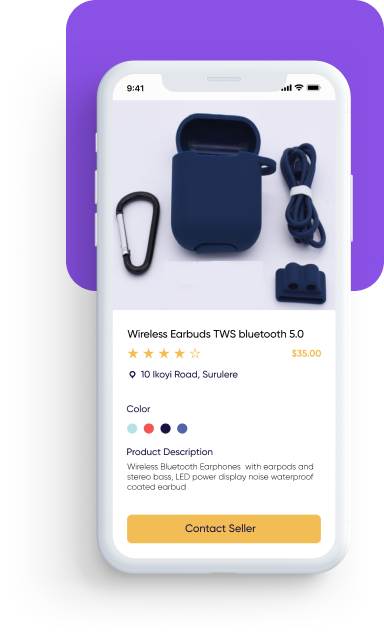 9:41
Wireless Earbuds TWS bluetooth 5.0
$35.00
10 Ikoyi Road, Surulere
Color
Product Description
Wireless Bluetooth Earphones with earpods and
stereo bass, LED power display noise waterproof
coated earbud
Contact Seller